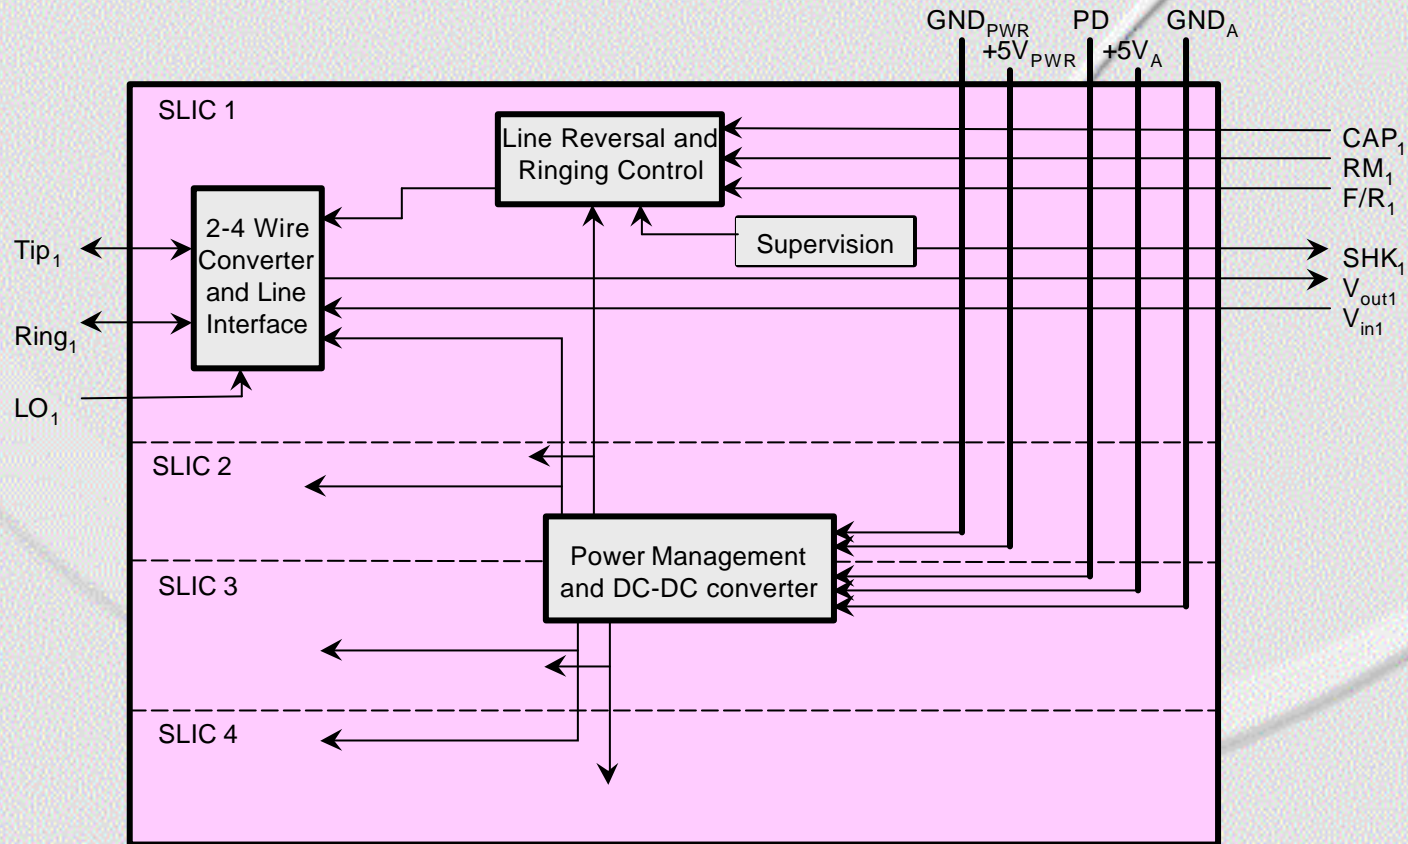 GND_PWR PD GND_A
+5V_PWR +5V_A
SLIC 1
Line Reversal and
Ringing Control
CAP_1
RM_1
F/R_1
2-4 Wire
Converter
and Line
Interface
Supervision
Tip_1
SHK_1
V_out1
V_in1
Ring_1
LO_1
SLIC 2
Power Management
and DC-DC converter
SLIC 3
SLIC 4